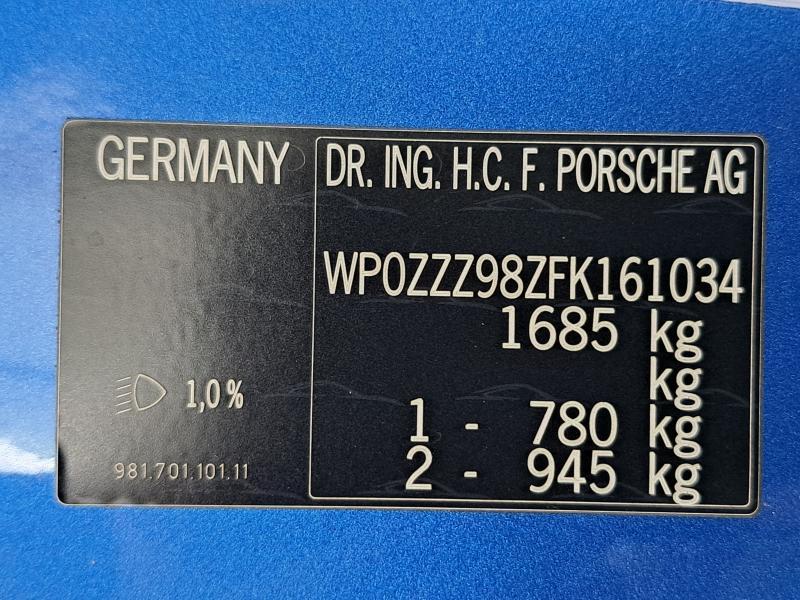 GERMANY
DR. ING. H.C. F. PORSCHE AG
WP0ZZZ98ZFK161034
1685 kg
kg
1 - 780 kg
2 - 945 kg
1,0%
981.701.101.11